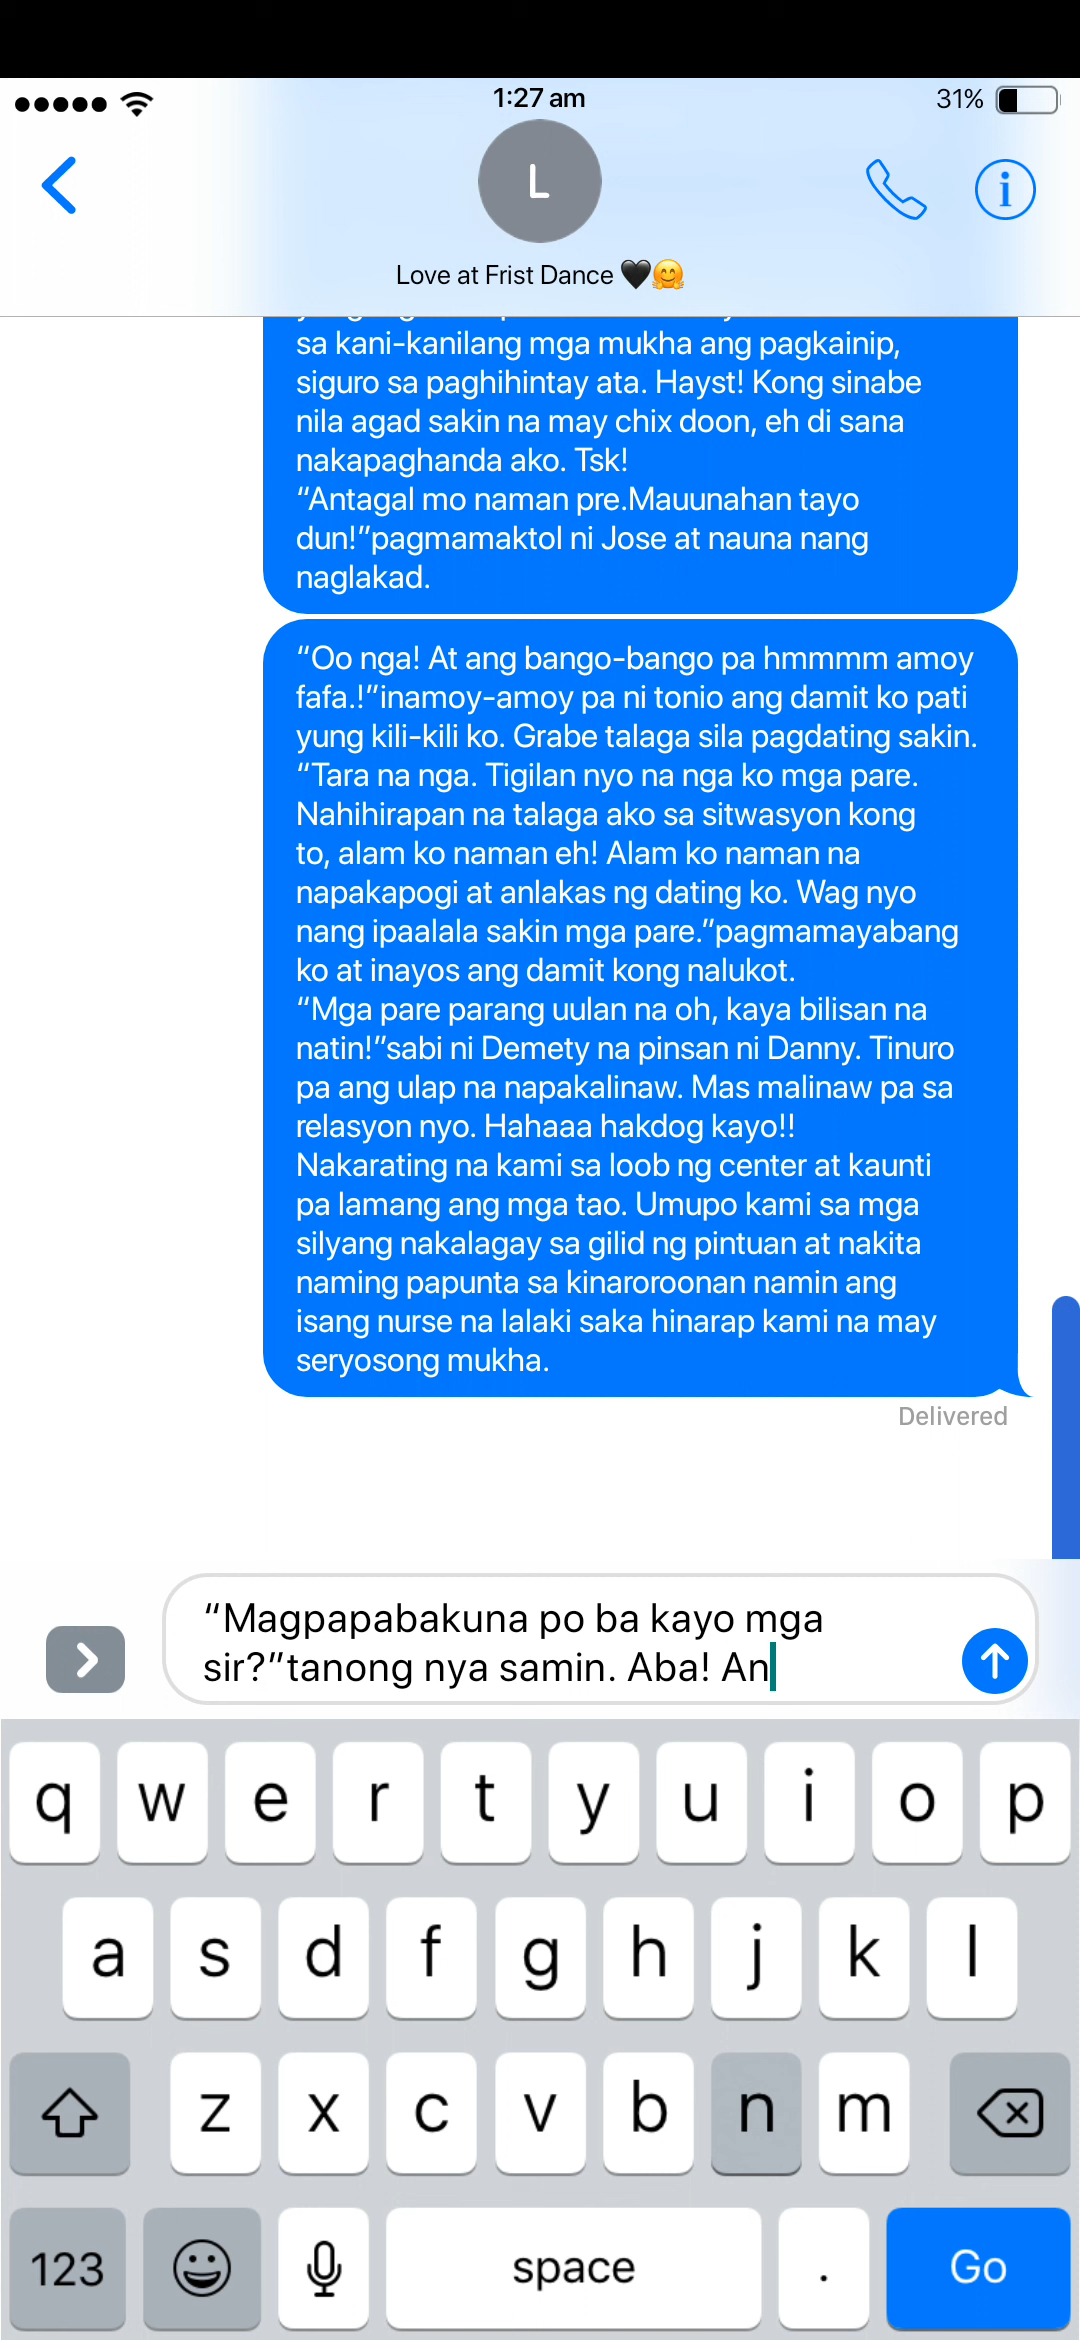 1:27 am
31%
L
Love at Frist Dance 🖤🤗
sa kani-kanilang mga mukha ang pagkainip,
siguro sa paghihintay ata. Hayst! Kong sinabe
nila agad sakin na may chix doon, eh di sana
nakapaghanda ako. Tsk!
“Antagal mo naman pre.Mauunahan tayo
dun!”pagmamaktol ni Jose at nauna nang
naglakad.
“Oo nga! At ang bango-bango pa hmmmm amoy
fafa.!”inamoy-amoy pa ni tonio ang damit ko pati
yung kili-kili ko. Grabe talaga sila pagdating sakin.
“Tara na nga. Tigilan nyo na nga ko mga pare.
Nahihirapan na talaga ako sa sitwasyon kong
to, alam ko naman eh! Alam ko naman na
napakapogi at anlakas ng dating ko. Wag nyo
nang ipaalala sakin mga pare.”pagmamayabang
ko at inayos ang damit kong nalukot.
“Mga pare parang uulan na oh, kaya bilisan na
natin!”sabi ni Demety na pinsan ni Danny. Tinuro
pa ang ulap na napakalinaw. Mas malinaw pa sa
relasyon nyo. Hahaaa hakdog kayo!!
Nakarating na kami sa loob ng center at kaunti
pa lamang ang mga tao. Umupo kami sa mga
silyang nakalagay sa gilid ng pintuan at nakita
naming papunta sa kinaroroonan namin ang
isang nurse na lalaki saka hinarap kami na may
seryosong mukha.
Delivered
“Magpapabakuna po ba kayo mga
sir?”tanong nya samin. Aba! An
q w e r t y u i o p
a s d f g h j k l
z x c v b n m
123 space . Go